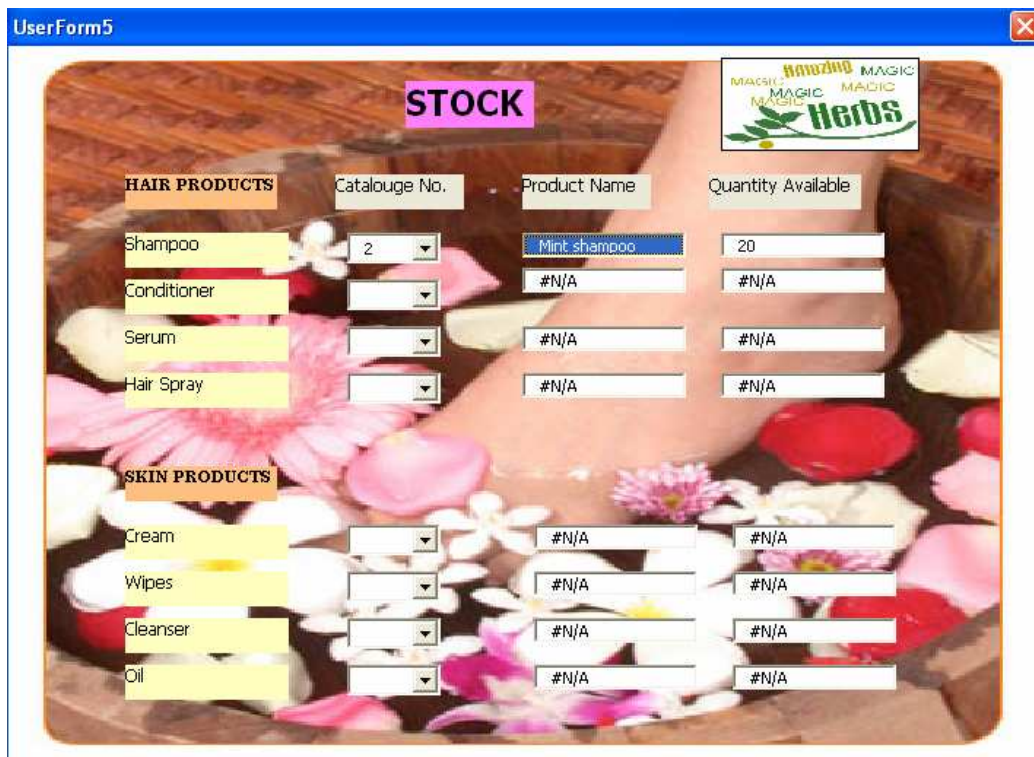 UserForm5
STOCK
Amazing
MAGIC MAGIC
MAGIC MAGIC
MAGIC
Herbs
HAIR PRODUCTS Catalouge No. Product Name Quantity Available
Shampoo 2 Mint shampoo 20
Conditioner #N/A #N/A
Serum #N/A #N/A
Hair Spray #N/A #N/A
SKIN PRODUCTS
Cream #N/A #N/A
Wipes #N/A #N/A
Cleanser #N/A #N/A
Oil #N/A #N/A